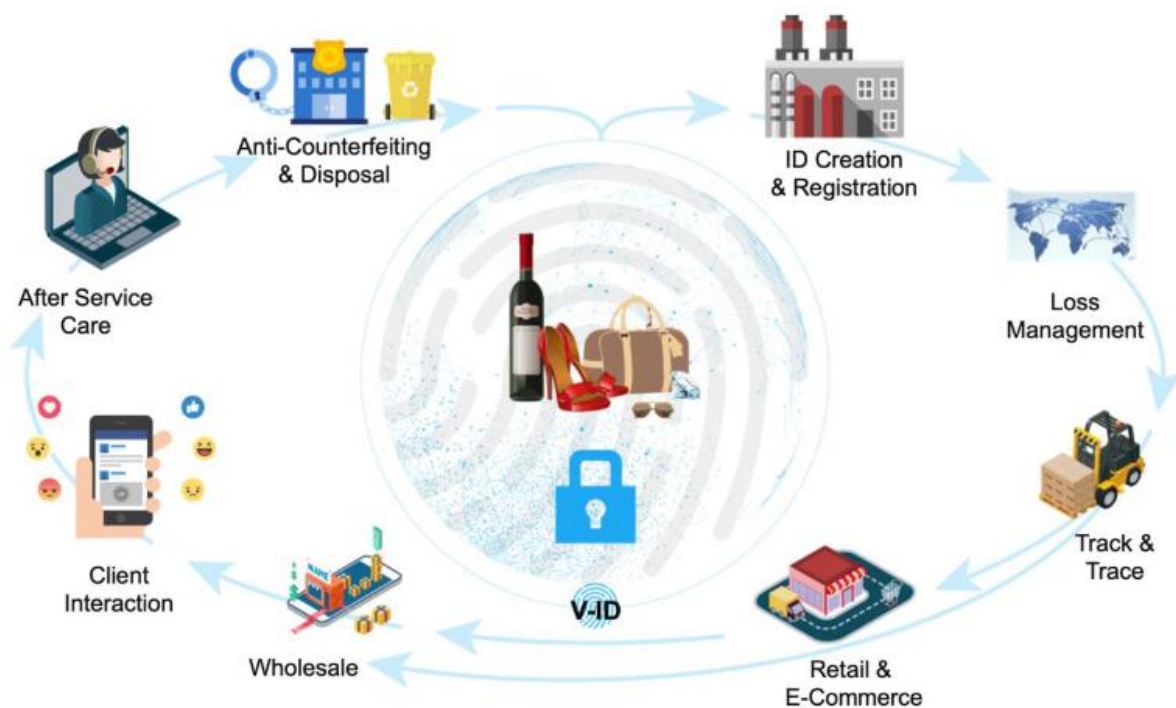 Anti-Counterfeiting
& Disposal
ID Creation
& Registration
After Service
Care
Loss
Management
Client
Interaction
Track &
Trace
V-ID
Wholesale
Retail &
E-Commerce